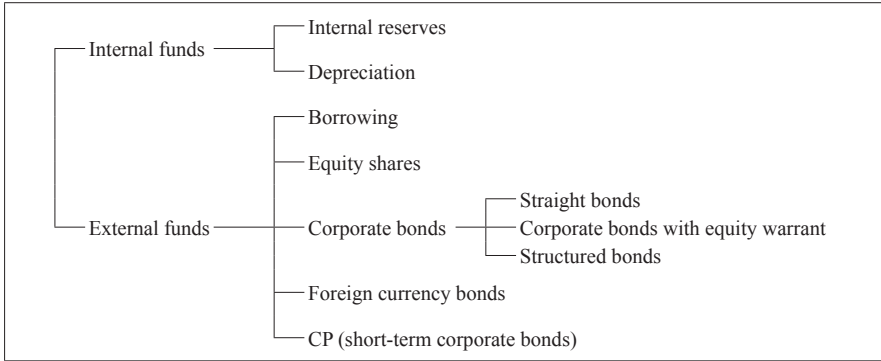 Internal funds
Internal reserves
Depreciation
External funds
Borrowing
Equity shares
Corporate bonds
Straight bonds
Corporate bonds with equity warrant
Structured bonds
Foreign currency bonds
CP (short-term corporate bonds)